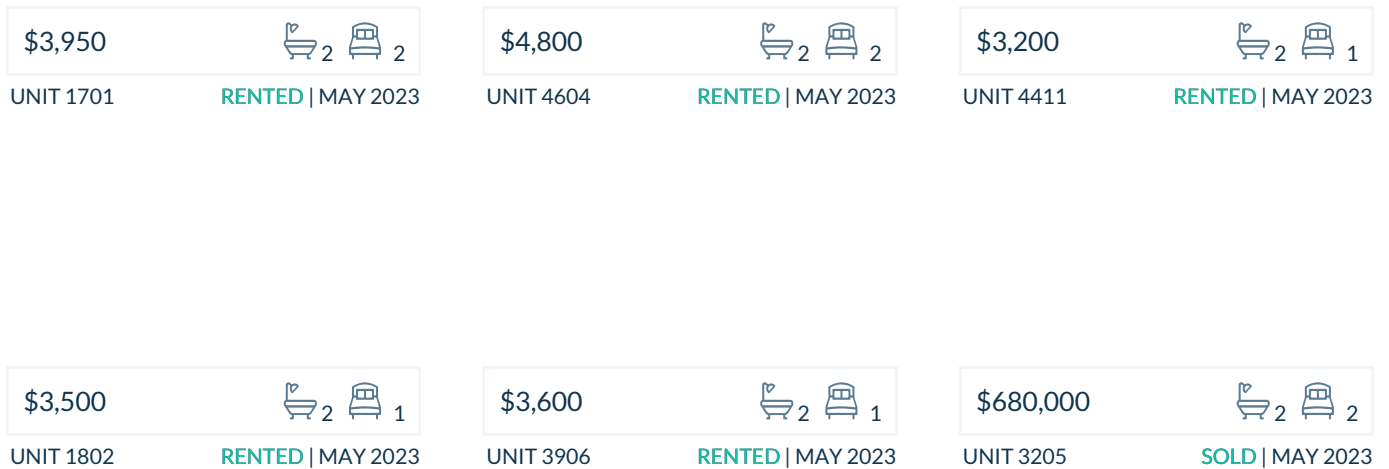 $3,950 2 2 $4,800 2 2 $3,200 2 1
UNIT 1701 RENTED | MAY 2023 UNIT 4604 RENTED | MAY 2023 UNIT 4411 RENTED | MAY 2023
$3,500 2 1 $3,600 2 1 $680,000 2 2
UNIT 1802 RENTED | MAY 2023 UNIT 3906 RENTED | MAY 2023 UNIT 3205 SOLD | MAY 2023